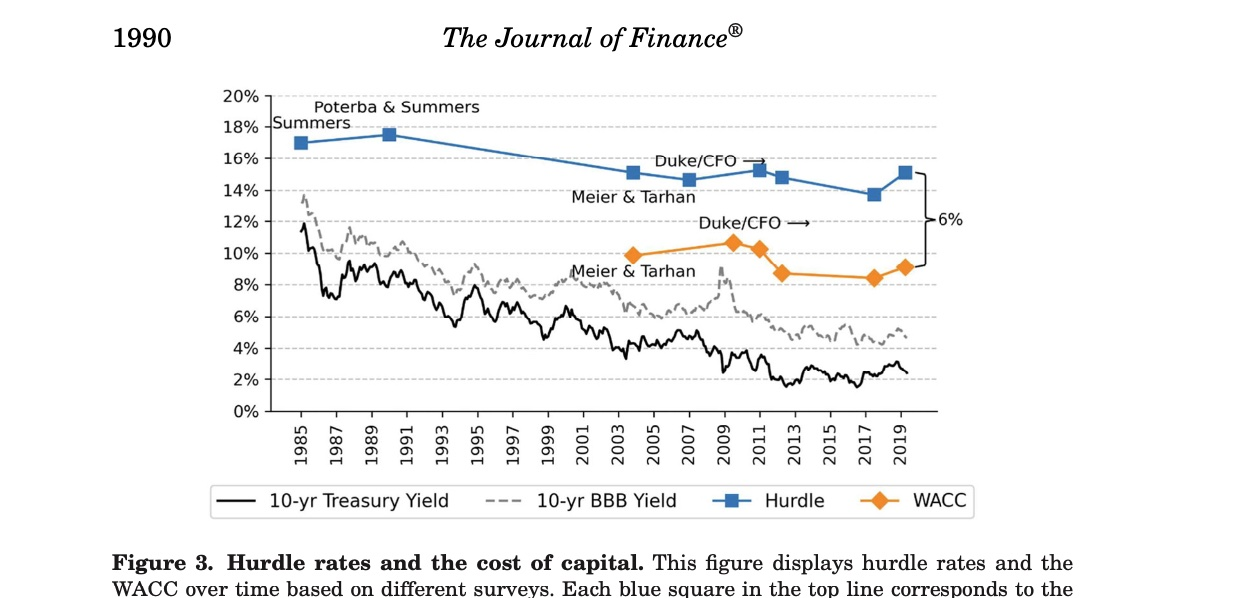 1990
The Journal of Finance®
20%
Poterba & Summers
18%
Summers
16%
Duke/CFO →
14%
Meier & Tarhan
12%
Duke/CFO →
6%
10%
Meier & Tarhan
8%
6%
4%
2%
0%
1985 1987 1989 1991 1993 1995 1997 1999 2001 2003 2005 2007 2009 2011 2013 2015 2017 2019
10-yr Treasury Yield 10-yr BBB Yield Hurdle WACC
Figure 3. Hurdle rates and the cost of capital. This figure displays hurdle rates and the
WACC over time based on different surveys. Each blue square in the top line corresponds to the